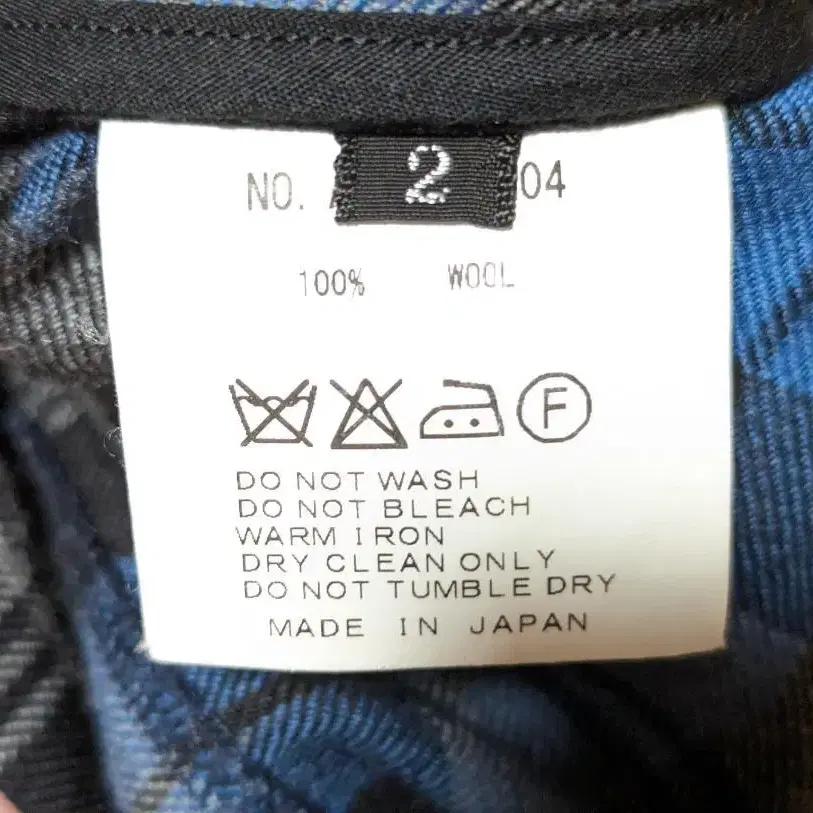 NO. 2 04
100% WOOL
F
DO NOT WASH
DO NOT BLEACH
WARM IRON
DRY CLEAN ONLY
DO NOT TUMBLE DRY
MADE IN JAPAN